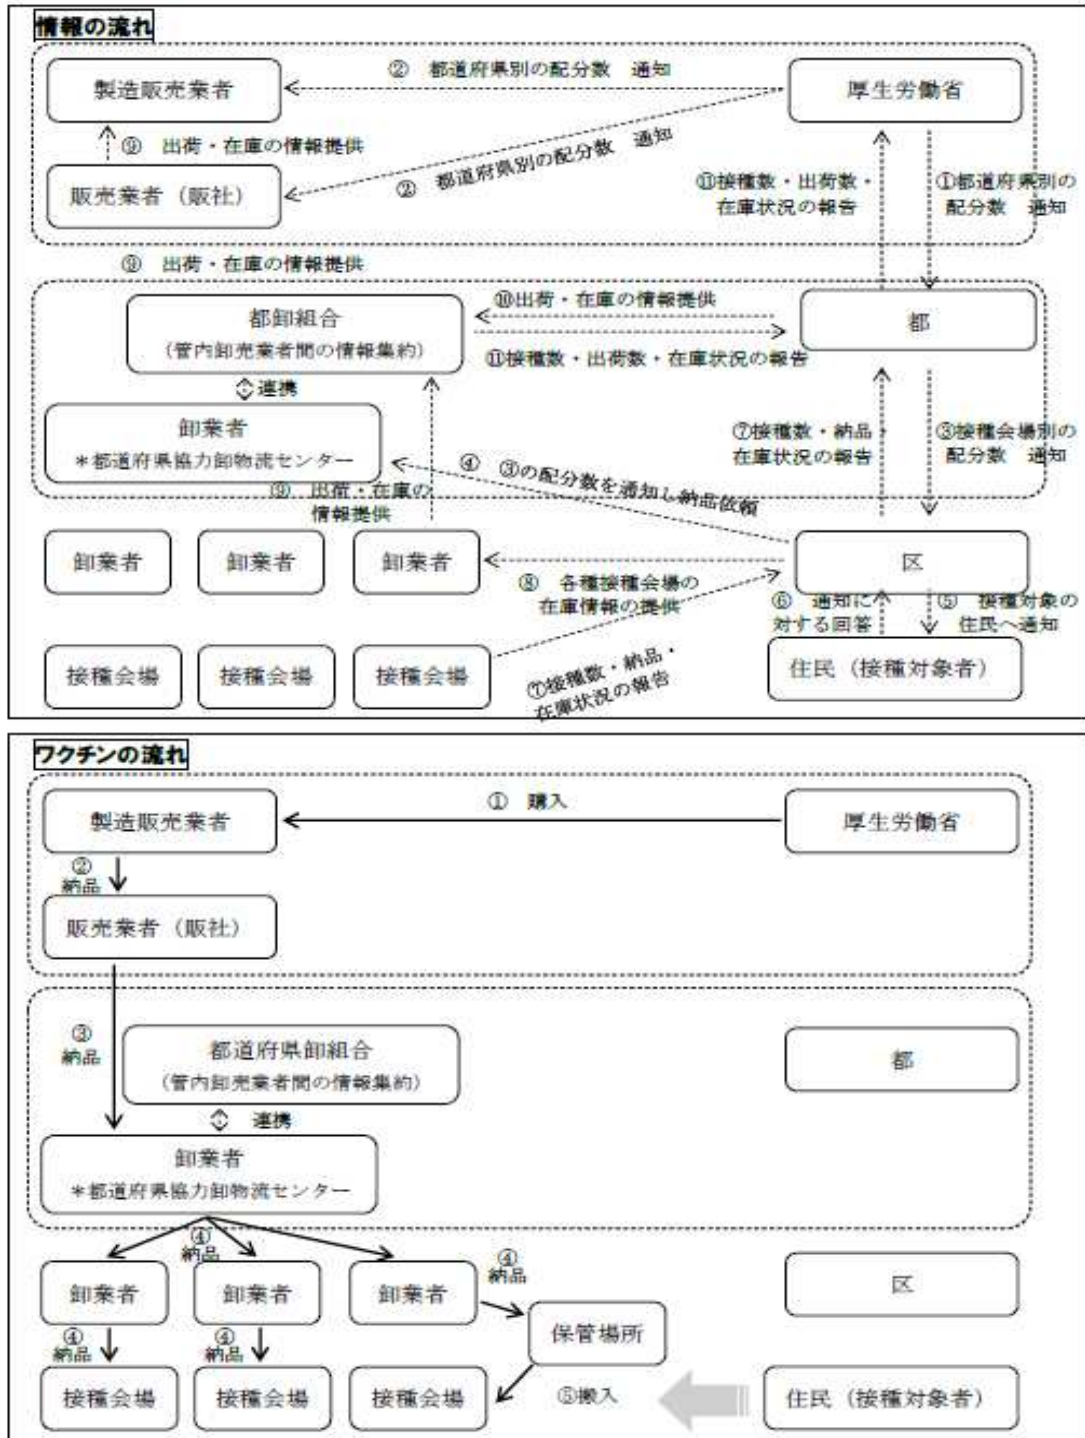 情報の流れ
② 都道府県別の配分数 通知
製造販売業者
厚生労働省
⑨ 出荷・在庫の情報提供
② 都道府県別の配分数 通知
販売業者（販社）
⑪接種数・出荷数・
在庫状況の報告
①都道府県別の
配分数 通知
⑨ 出荷・在庫の情報提供
⑩出荷・在庫の情報提供
都卸組合
（管内卸売業者間の情報集約）
都
⑪接種数・出荷数・在庫状況の報告
連携
卸業者
＊都道府県協力卸物流センター
⑦接種数・納品・
在庫状況の報告
③接種会場別の
配分数 通知
④ ③の配分数を通知し納品依頼
⑨ 出荷・在庫の
情報提供
卸業者
卸業者
卸業者
区
⑧ 各種接種会場の
在庫情報の提供
⑥ 通知に
対する回答
⑤ 接種対象の
住民へ通知
接種会場
接種会場
接種会場
⑦接種数・納品・
在庫状況の報告
住民（接種対象者）
ワクチンの流れ
① 購入
製造販売業者
厚生労働省
②
納品
販売業者（販社）
③
納品
都道府県卸組合
（管内卸売業者間の情報集約）
都
連携
卸業者
＊都道府県協力卸物流センター
④
納品
④
納品
卸業者
卸業者
卸業者
区
保管場所
④
納品
④
納品
接種会場
接種会場
接種会場
⑤搬入
住民（接種対象者）